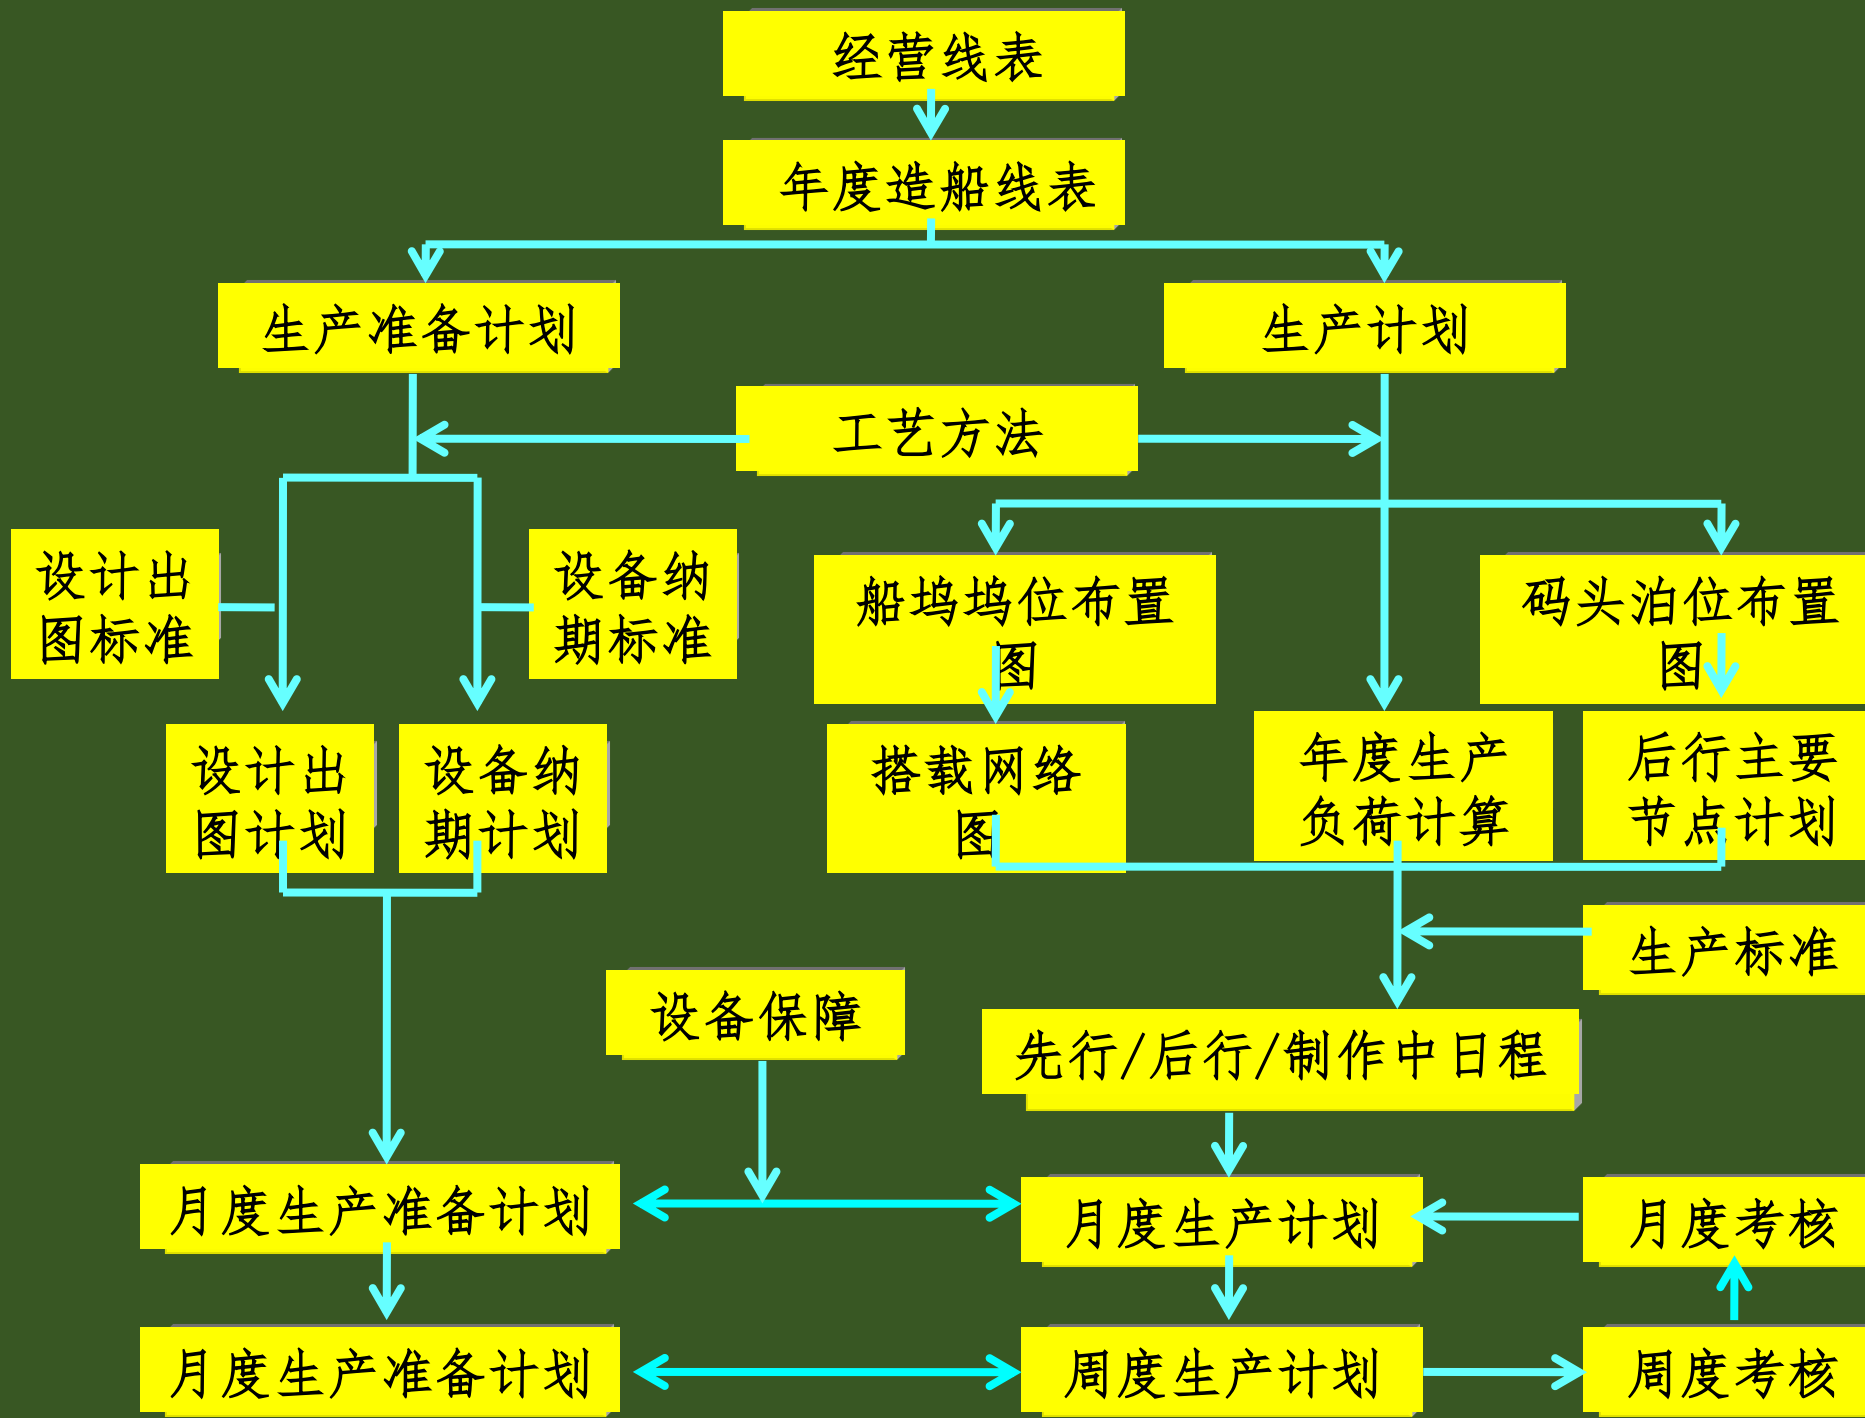 经营线表
年度造船线表
生产准备计划
生产计划
工艺方法
设计出
图标准
设备纳
期标准
船坞坞位布置
图
码头泊位布置
图
设计出
图计划
设备纳
期计划
搭载网络
图
年度生产
负荷计算
后行主要
节点计划
生产标准
设备保障
先行/后行/制作中日程
月度生产准备计划
月度生产计划
月度考核
月度生产准备计划
周度生产计划
周度考核